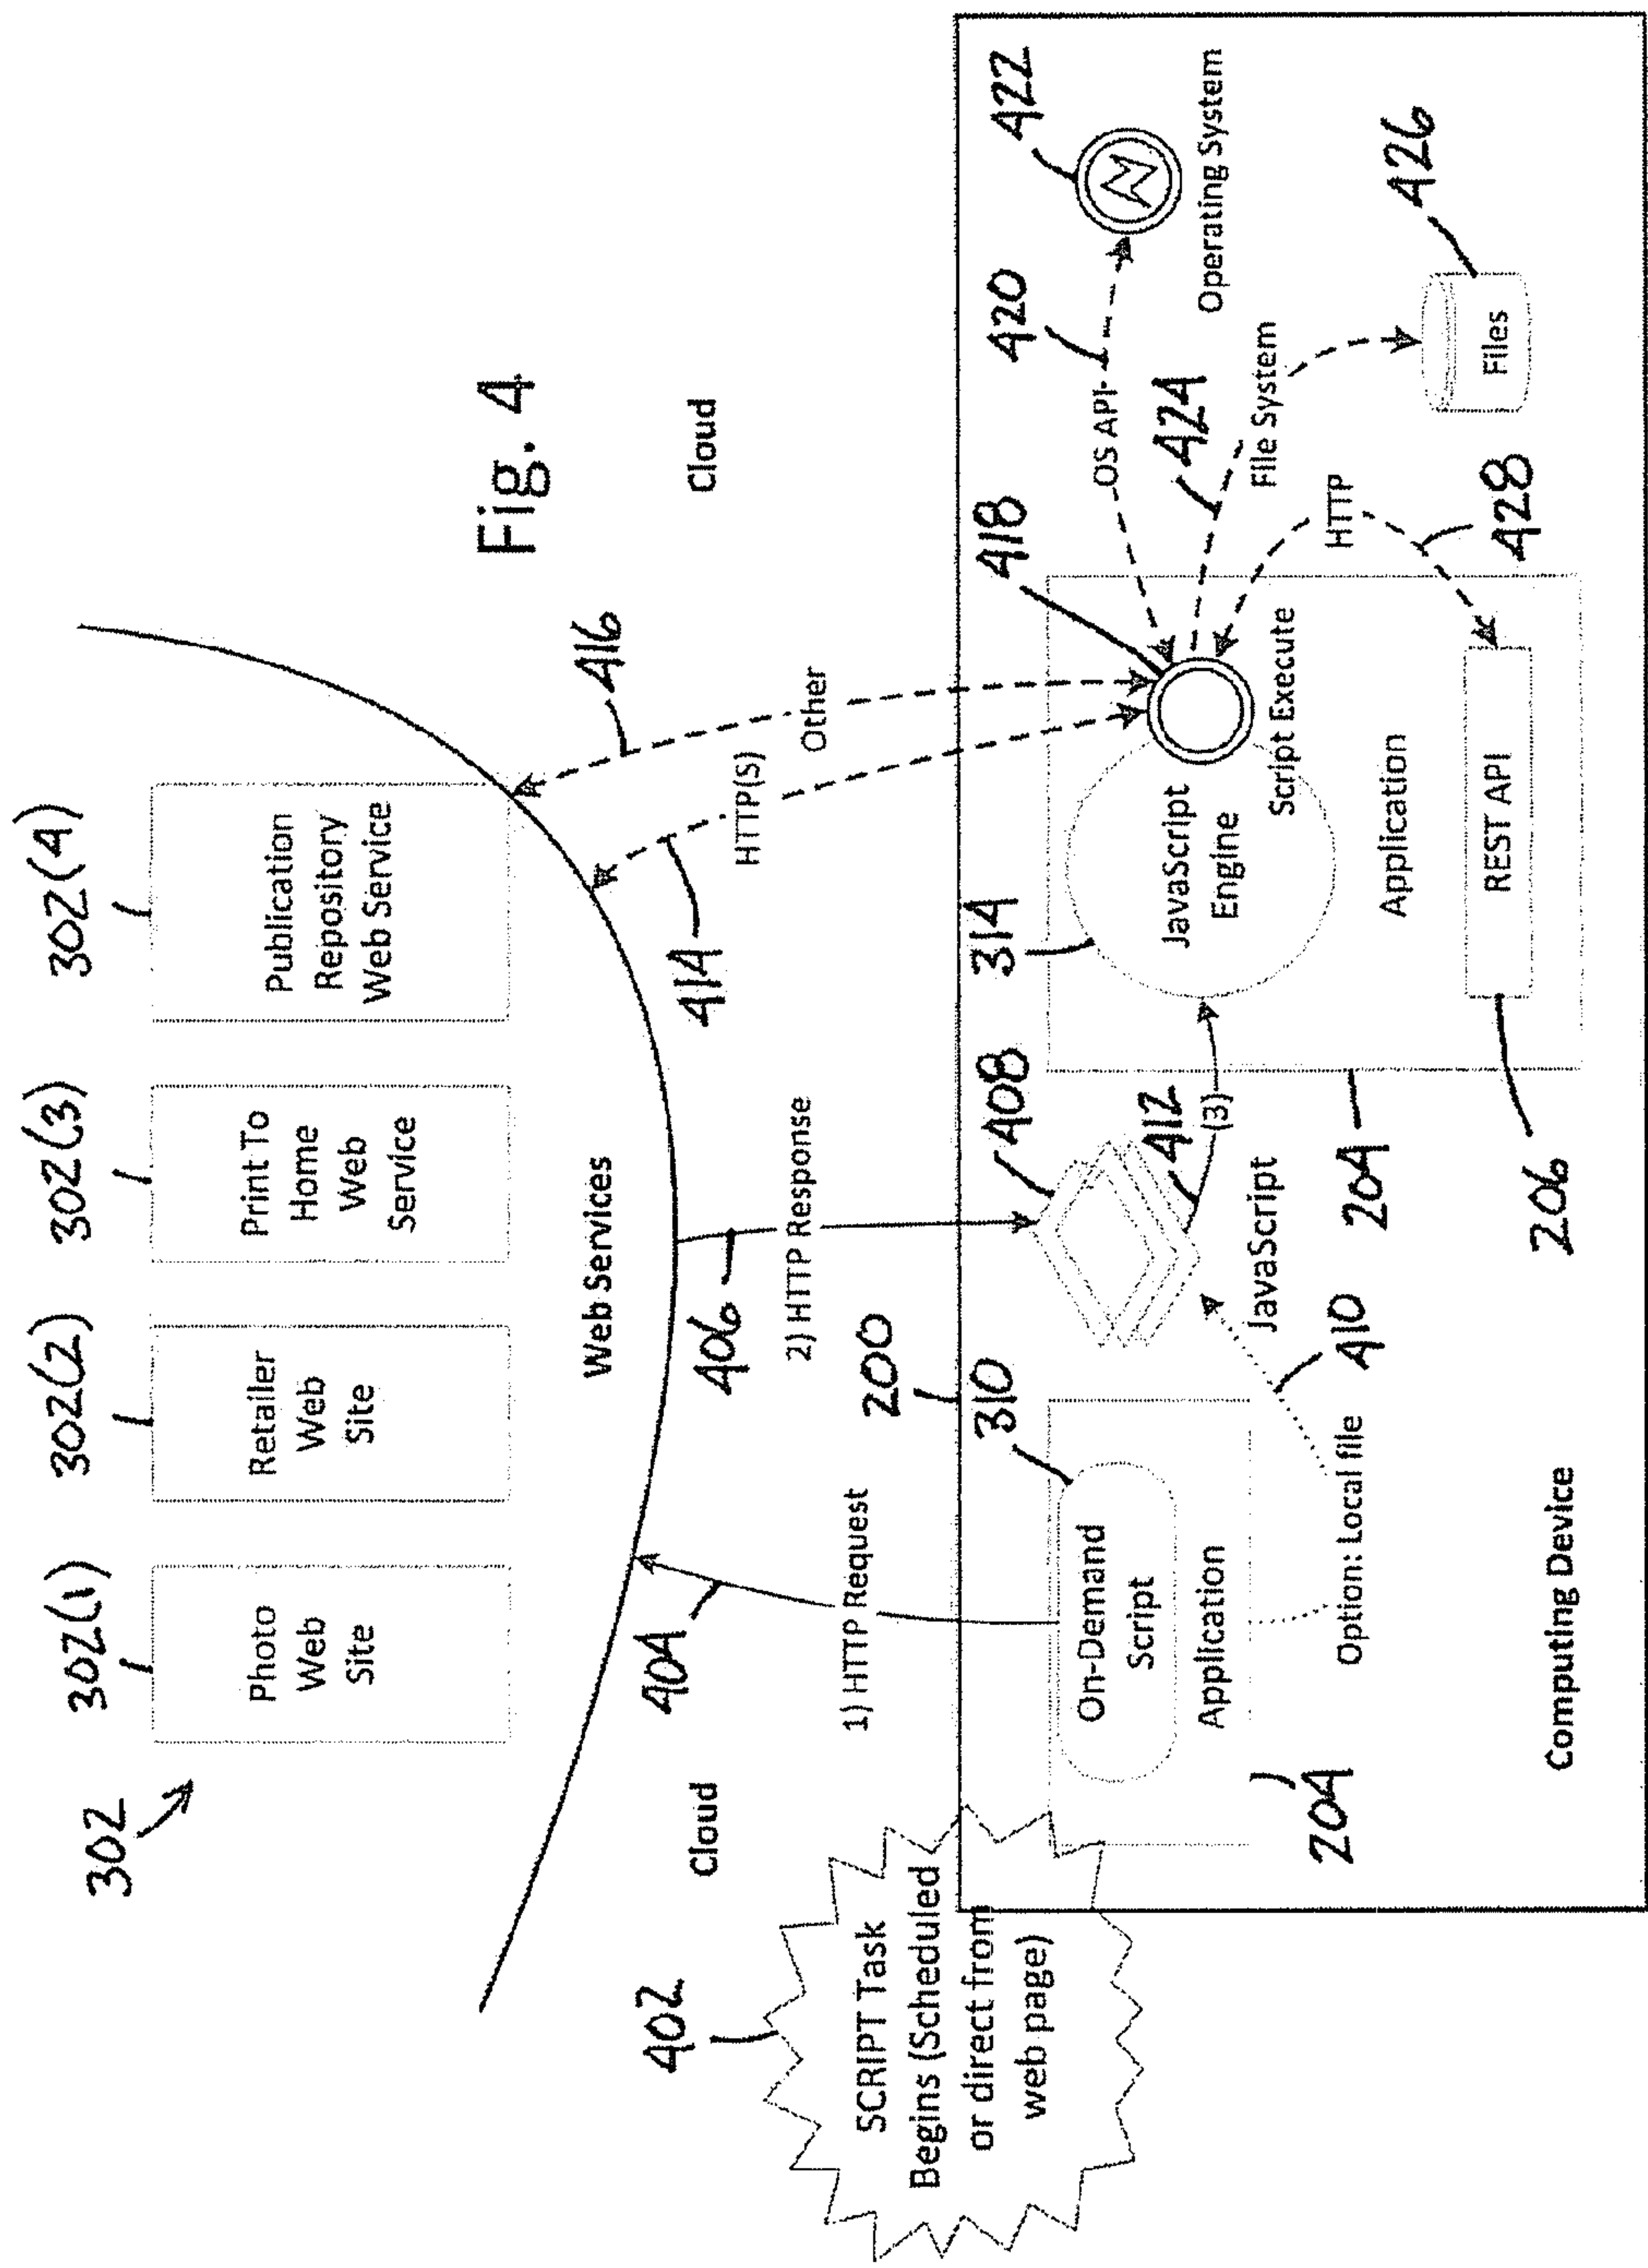 302
302(1)
302(2)
302(3)
302(4)
Photo
Web
Site
Retailer
Web
Site
Print To
Home
Web
Service
Publication
Repository
Web Service
Fig. 4
Web Services
Cloud
Cloud
402
404
406
414
416
SCRIPT Task
Begins (Scheduled
or direct from
web page)
1) HTTP Request
2) HTTP Response
HTTP(S)
Other
200
310
408
314
418
420
422
On-Demand
Script
Application
204
Option: Local file
410
JavaScript
412
(3)
JavaScript
Engine
Script Execute
Application
REST API
204
206
OS API
424
Operating System
File System
HTTP
428
Files
426
Computing Device